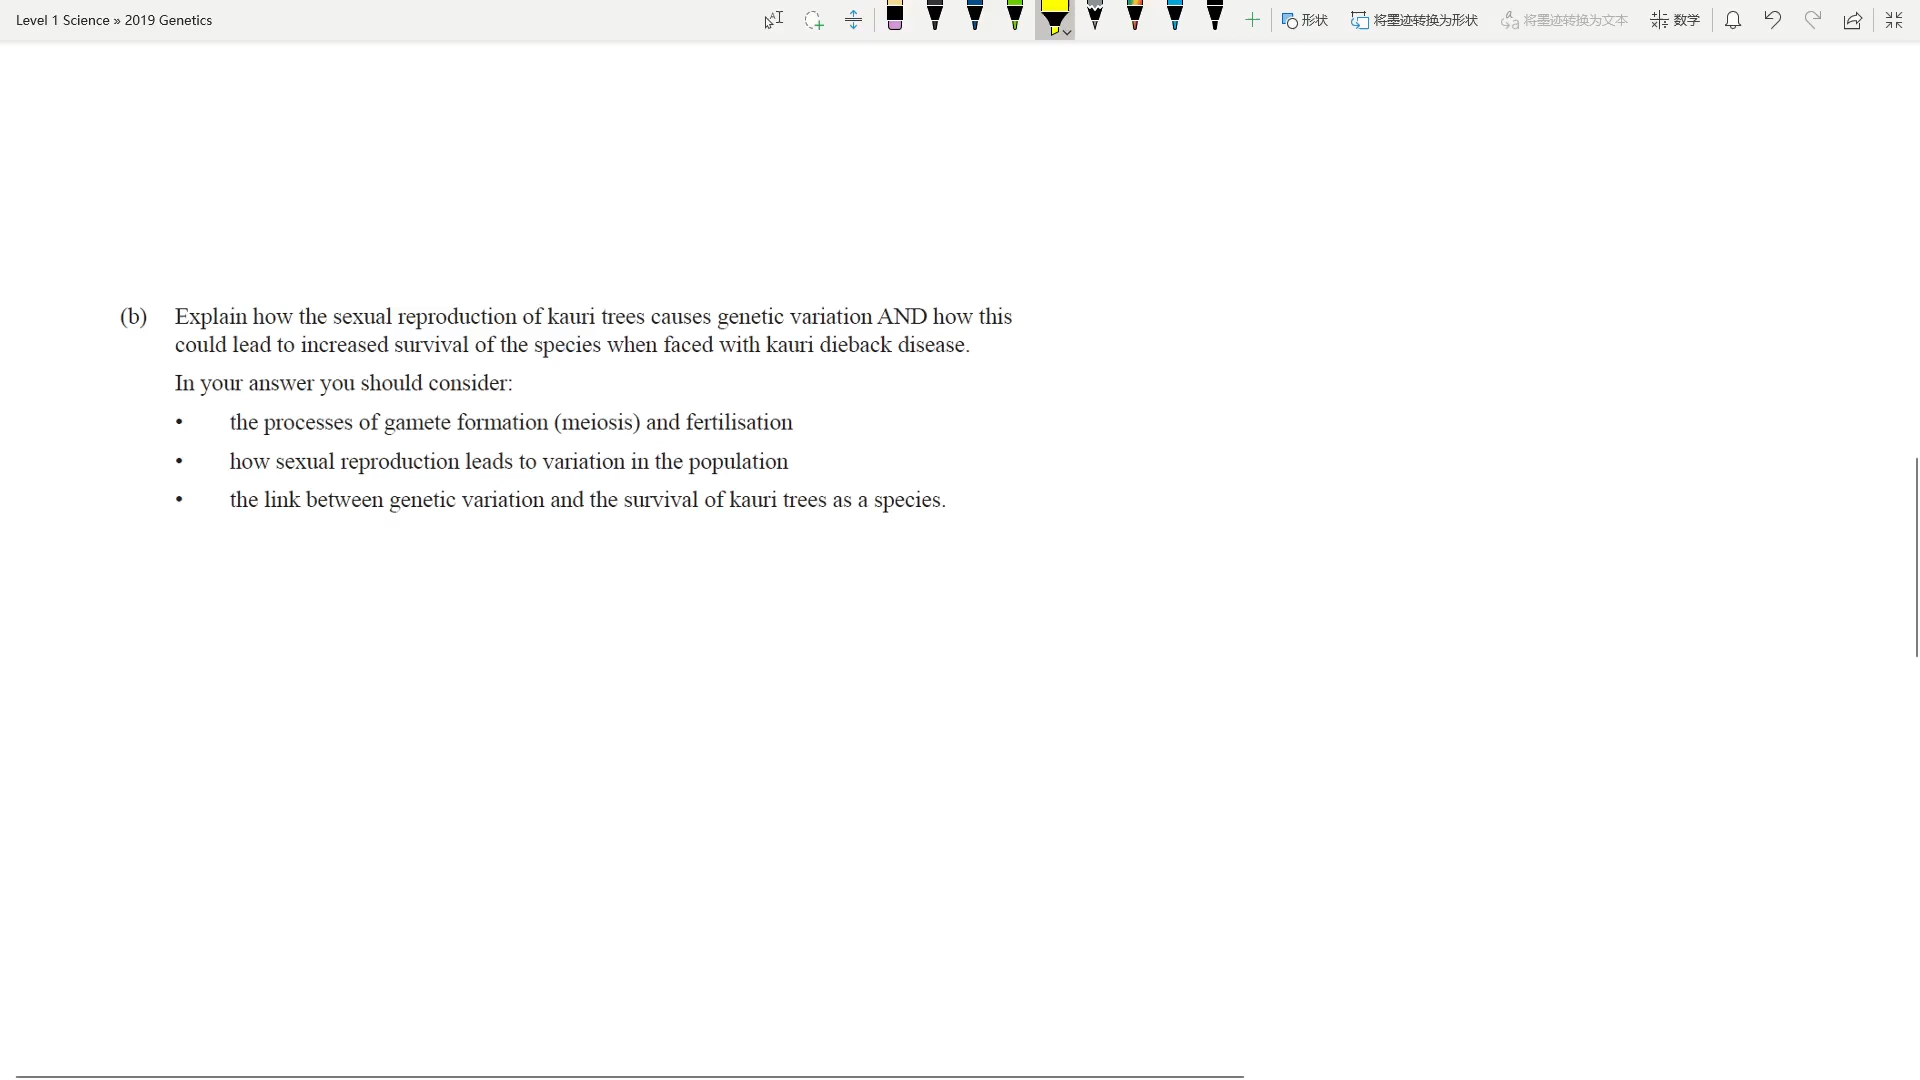 Level 1 Science » 2019 Genetics
形状
将墨迹转换为形状
将墨迹转换为文本
数学
(b) Explain how the sexual reproduction of kauri trees causes genetic variation AND how this
could lead to increased survival of the species when faced with kauri dieback disease.
In your answer you should consider:
• the processes of gamete formation (meiosis) and fertilisation
• how sexual reproduction leads to variation in the population
• the link between genetic variation and the survival of kauri trees as a species.